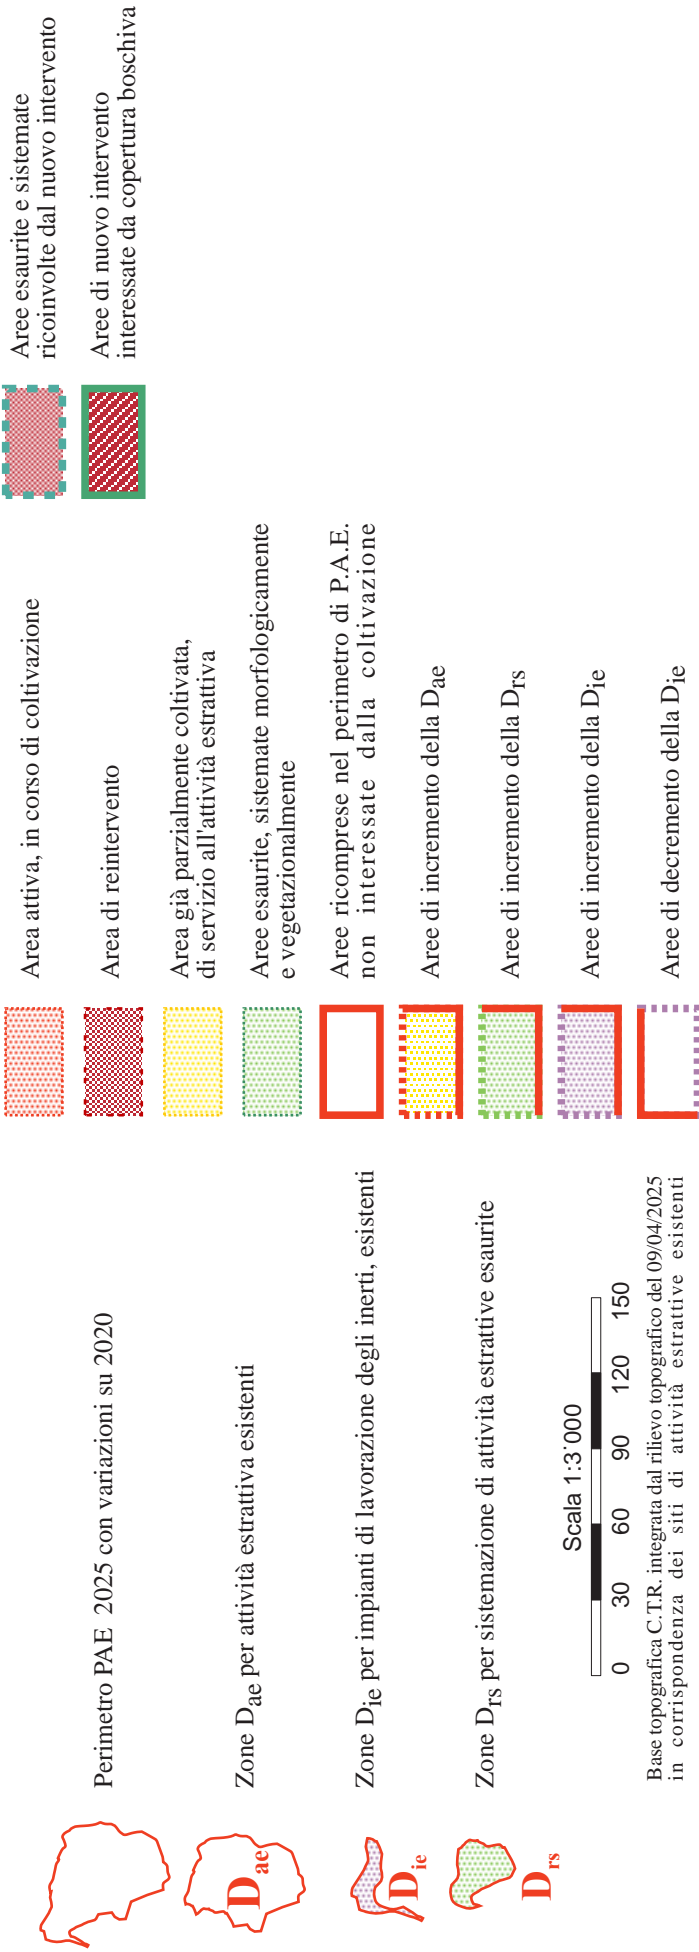 Perimetro PAE 2025 con variazioni su 2020
Dae
Zone Dae per attività estrattiva esistenti
Die
Zone Die per impianti di lavorazione degli inerti, esistenti
Drs
Zone Drs per sistemazione di attività estrattive esaurite
Scala 1:3'000
0 30 60 90 120 150
Base topografica C.T.R. integrata dal rilievo topografico del 09/04/2025
in corrispondenza dei siti di attività estrattive esistenti
Area attiva, in corso di coltivazione
Area di reintervento
Area già parzialmente coltivata,
di servizio all'attività estrattiva
Aree esaurite, sistemate morfologicamente
e vegetazionalmente
Aree ricomprese nel perimetro di P.A.E.
non interessate dalla coltivazione
Aree di incremento della Dae
Aree di incremento della Drs
Aree di incremento della Die
Aree di decremento della Die
Aree esaurite e sistemate
ricoinvolte dal nuovo intervento
Aree di nuovo intervento
interessate da copertura boschiva